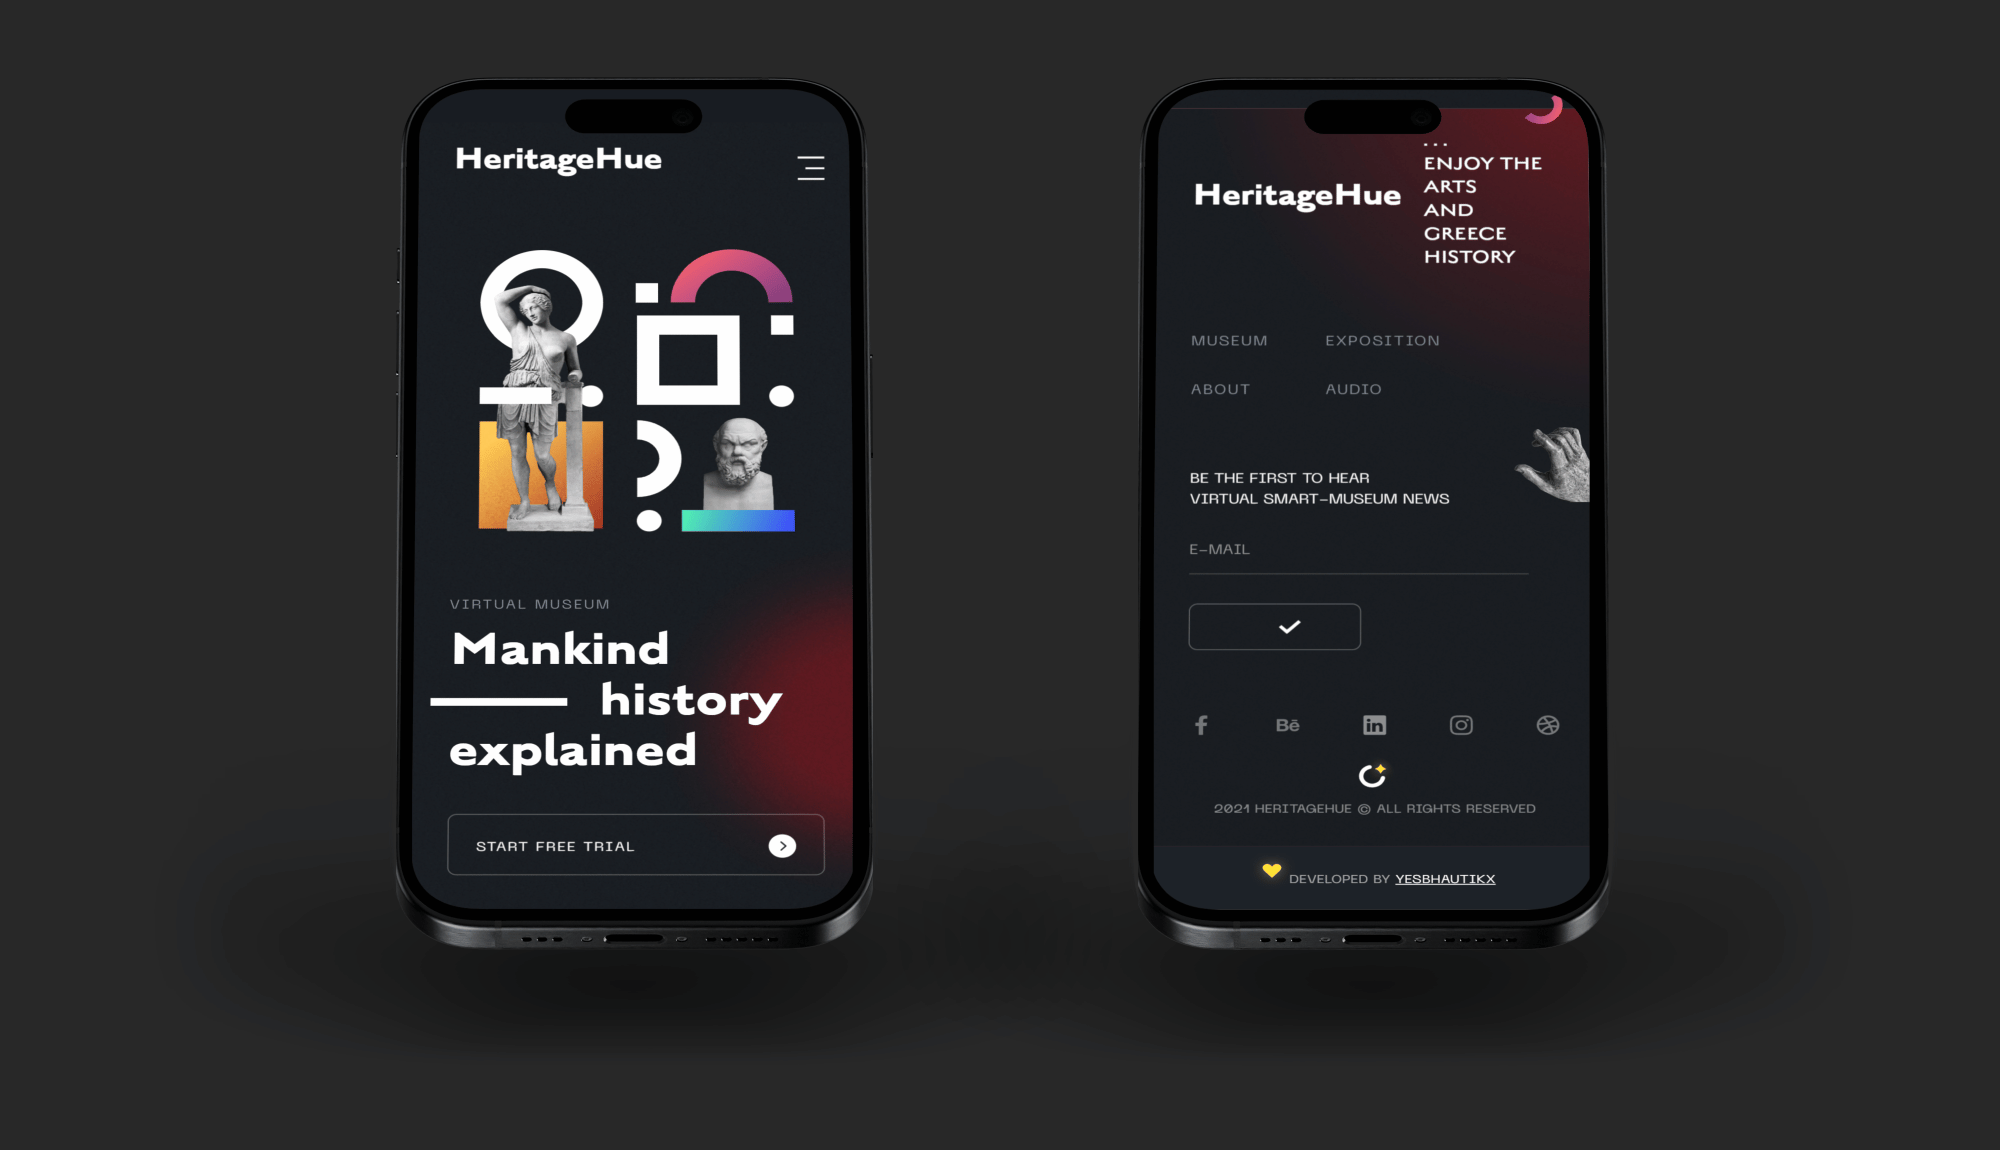 HeritageHue
VIRTUAL MUSEUM
Mankind
history
explained
START FREE TRIAL
...
ENJOY THE
ARTS
AND
GREECE
HISTORY
HeritageHue
MUSEUM EXPOSITION
ABOUT AUDIO
BE THE FIRST TO HEAR
VIRTUAL SMART-MUSEUM NEWS
E-MAIL
Bē
2021 HERITAGEHUE © ALL RIGHTS RESERVED
DEVELOPED BY YESBHAUTIKX